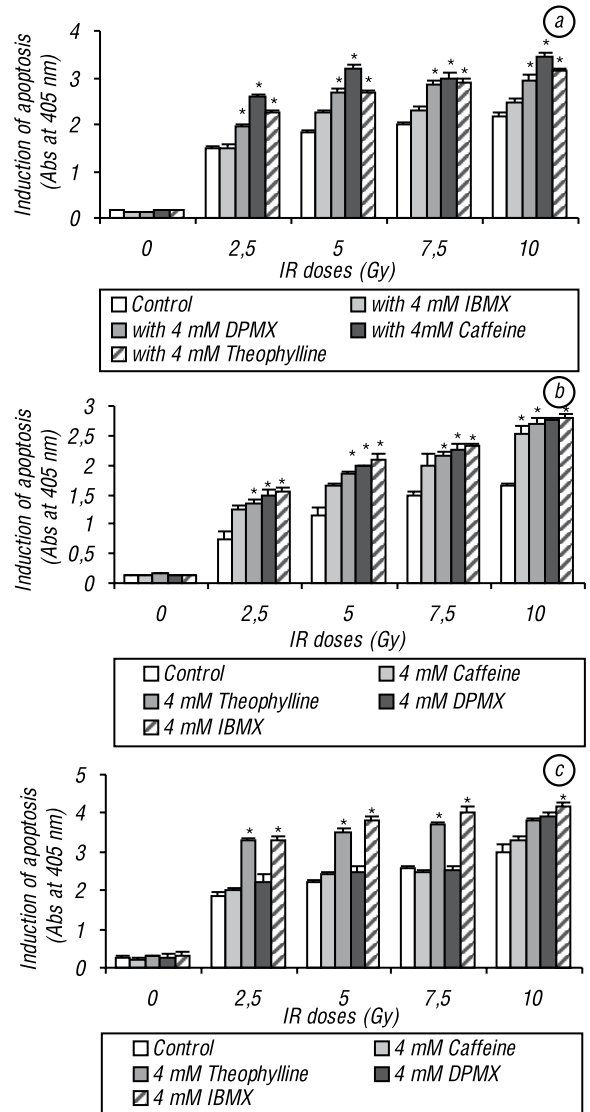 a
4
3
2
1
0
Induction of apoptosis
(Abs at 405 nm)
* * *
* * *
* * *
* * *
0 2,5 5 7,5 10
IR doses (Gy)
Control
with 4 mM IBMX
with 4 mM DPMX
with 4mM Caffeine
with 4 mM Theophylline
b
3
2,5
2
1,5
1
0,5
0
Induction of apoptosis
(Abs at 405 nm)
* * *
* * *
* * *
* * *
0 2,5 5 7,5 10
IR doses (Gy)
Control
4 mM Caffeine
4 mM Theophylline
4 mM DPMX
4 mM IBMX
c
5
4
3
2
1
0
Induction of apoptosis
(Abs at 405 nm)
* *
* *
* *
*
0 2,5 5 7,5 10
IR doses (Gy)
Control
4 mM Caffeine
4 mM Theophylline
4 mM DPMX
4 mM IBMX